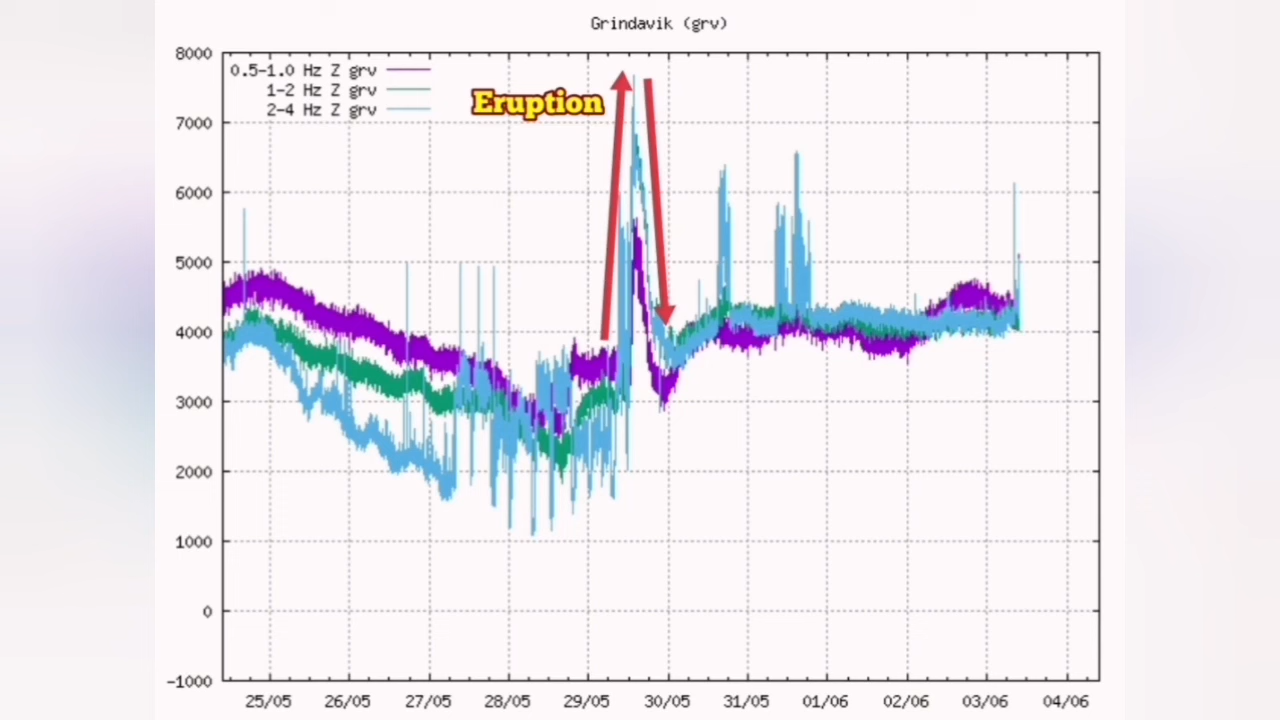 Grindavik (grv)
8000
0.5-1.0 Hz Z grv
1-2 Hz Z grv
2-4 Hz Z grv
Eruption
7000
6000
5000
4000
3000
2000
1000
0
-1000
25/05 26/05 27/05 28/05 29/05 30/05 31/05 01/06 02/06 03/06 04/06